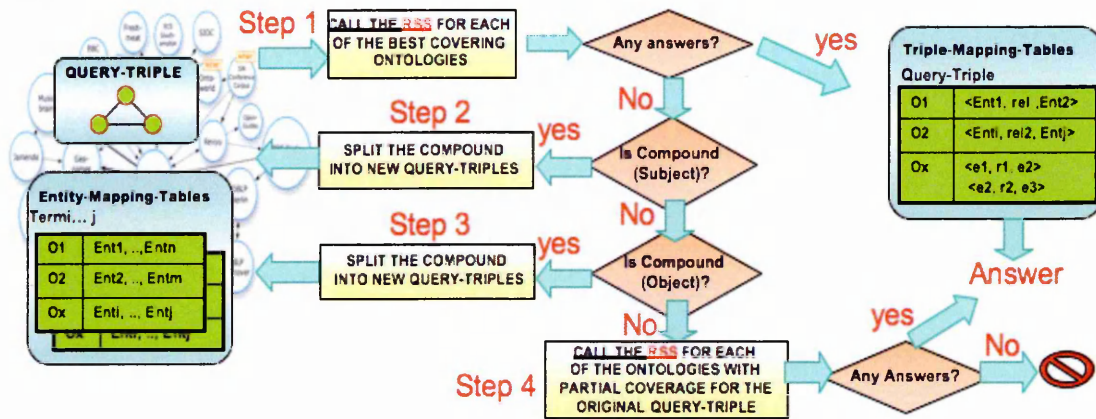 Step 1
CALL THE RSS FOR EACH
OF THE BEST COVERING
ONTOLOGIES
Any answers?
yes
No
QUERY-TRIPLE
Triple-Mapping-Tables
Query-Triple
O1 <Ent1, rel ,Ent2>
O2 <Enti, rel2, Entj>
Ox <e1, r1, e2>
<e2, r2, e3>
Step 2
SPLIT THE COMPOUND
INTO NEW QUERY-TRIPLES
yes
Is Compound
(Subject)?
No
Entity-Mapping-Tables
Termi... j
O1 Ent1, ..,Entn
O2 Ent2, .., Entm
Ox Enti, .., Entj
Ox
Step 3
SPLIT THE COMPOUND
INTO NEW QUERY-TRIPLES
yes
Is Compound
(Object)?
No
Answer
Step 4
CALL THE RSS FOR EACH
OF THE ONTOLOGIES WITH
PARTIAL COVERAGE FOR THE
ORIGINAL QUERY-TRIPLE
Any Answers?
yes
No